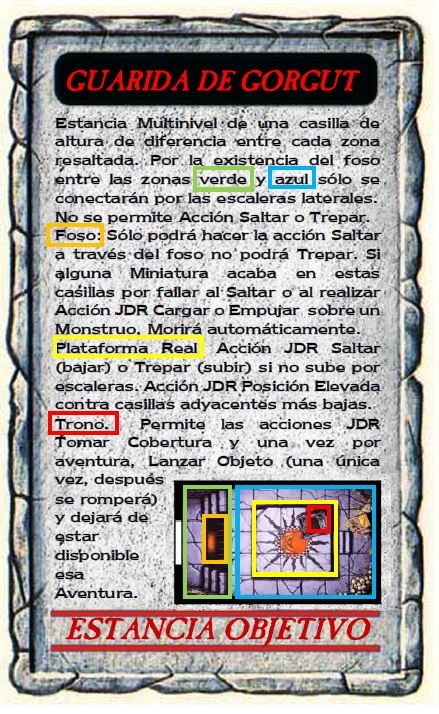 GUARIDA DE GORGUT
Estancia Multinivel de una casilla de
altura de diferencia entre cada zona
resaltada. Por la existencia del foso
entre las zonas verde y azul sólo se
conectarán por las escaleras laterales.
No se permite Acción Saltar o Trepar.
Foso: Sólo podrá hacer la acción Saltar
a través del foso no podrá Trepar. Si
alguna Miniatura acaba en estas
casillas por fallar al Saltar o al realizar
Acción JDR Cargar o Empujar sobre un
Monstruo. Morirá automáticamente.
Plataforma Real Acción JDR Saltar
(bajar) o Trepar (subir) si no sube por
escaleras. Acción JDR Posición Elevada
contra casillas adyacentes más bajas.
Trono. Permite las acciones JDR
Tomar Cobertura y una vez por
aventura, Lanzar Objeto (una única
vez, después
se romperá)
y dejará de
estar
disponible
esa
Aventura.
ESTANCIA OBJETIVO